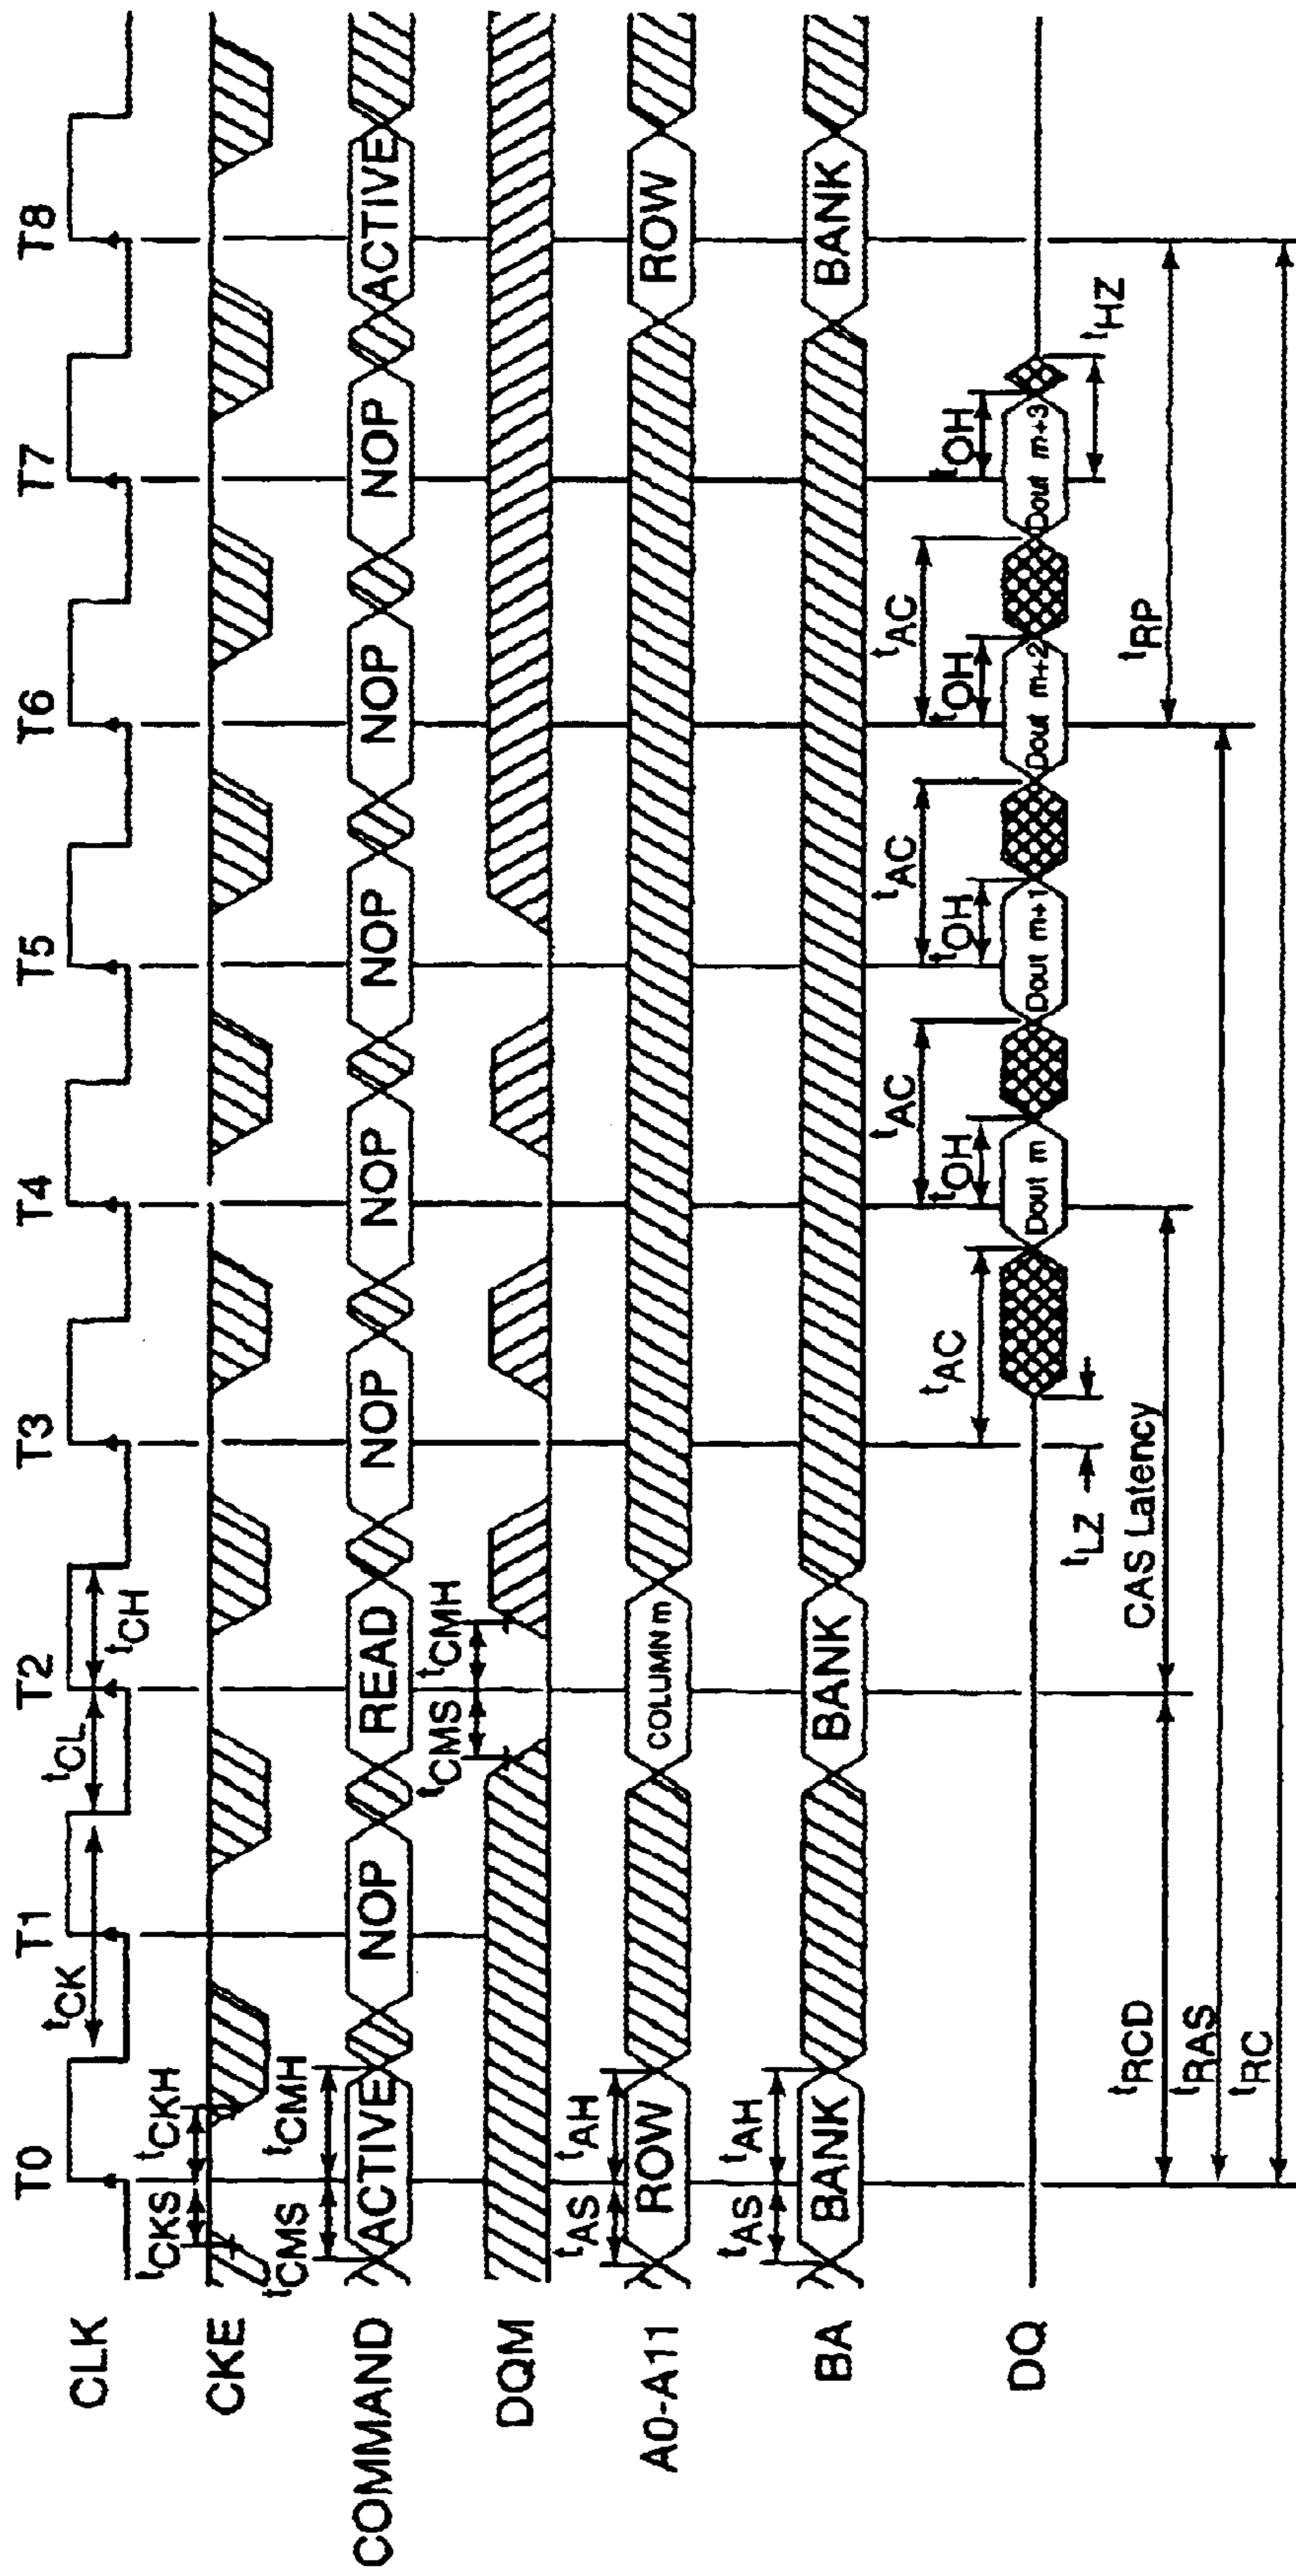 T0 T1 T2 T3 T4 T5 T6 T7 T8
CLK
tCK tCL tCH
tCKS tCKH
CKE
tCMS tCMH
COMMAND ACTIVE NOP READ NOP NOP NOP NOP NOP ACTIVE
tCMS tCMH
DQM
tAS tAH
A0-A11 ROW COLUMN m ROW
tAS tAH
BA BANK BANK BANK
tAC tAC tAC tAC
tOH tOH tOH tOH
DQ Dout m Dout m+1 Dout m+2 Dout m+3
tLZ tHZ
tRCD CAS Latency tRP
tRAS
tRC